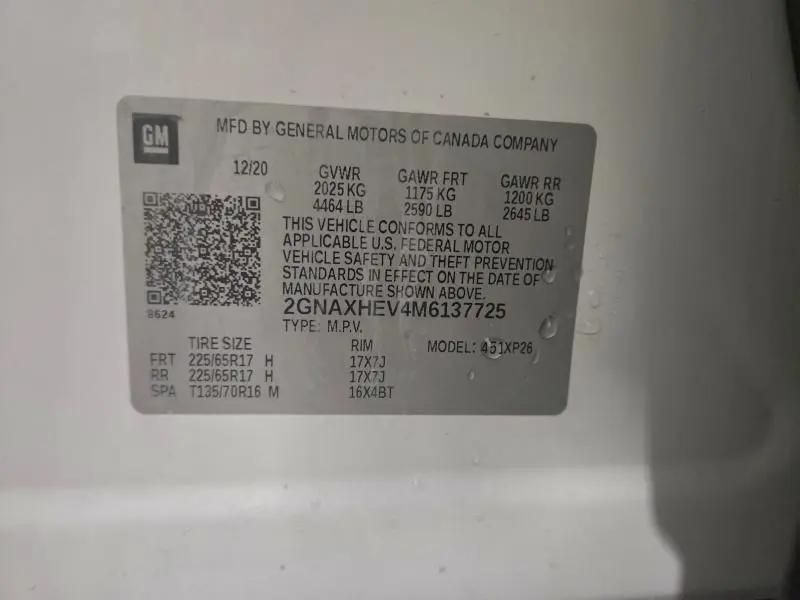 GM
MFD BY GENERAL MOTORS OF CANADA COMPANY
12/20 GVWR GAWR FRT GAWR RR
2025 KG 1175 KG 1200 KG
4464 LB 2590 LB 2645 LB
THIS VEHICLE CONFORMS TO ALL
APPLICABLE U.S. FEDERAL MOTOR
VEHICLE SAFETY AND THEFT PREVENTION
STANDARDS IN EFFECT ON THE DATE OF
MANUFACTURE SHOWN ABOVE.
8624
2GNAXHEV4M6137725
TYPE: M.P.V.
TIRE SIZE RIM MODEL: 451XP26
FRT 225/65R17 H 17X7J
RR 225/65R17 H 17X7J
SPA T135/70R16 M 16X4BT